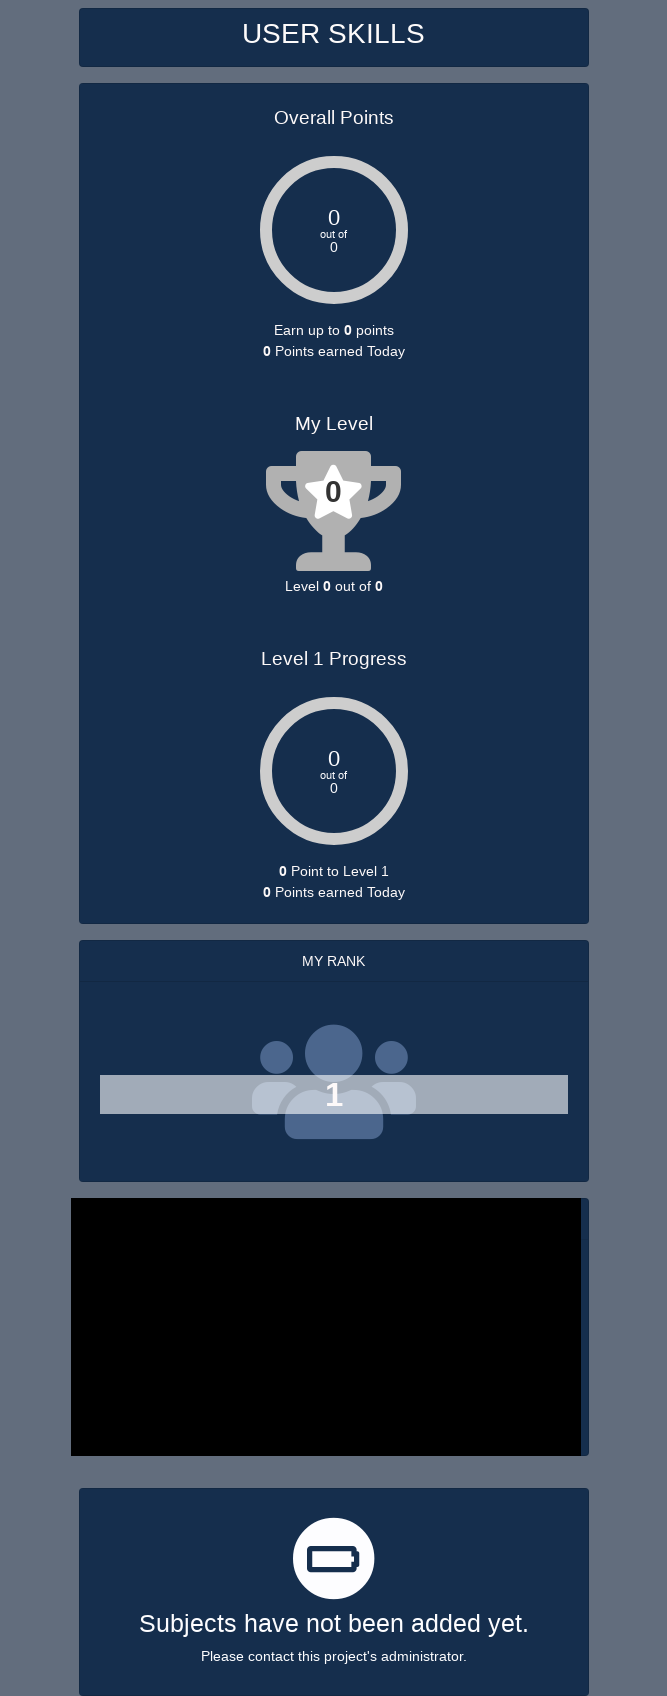 USER SKILLS
Overall Points
0
out of
0
Earn up to 0 points
0 Points earned Today
My Level
0
Level 0 out of 0
Level 1 Progress
0
out of
0
0 Point to Level 1
0 Points earned Today
MY RANK
1
Subjects have not been added yet.
Please contact this project's administrator.